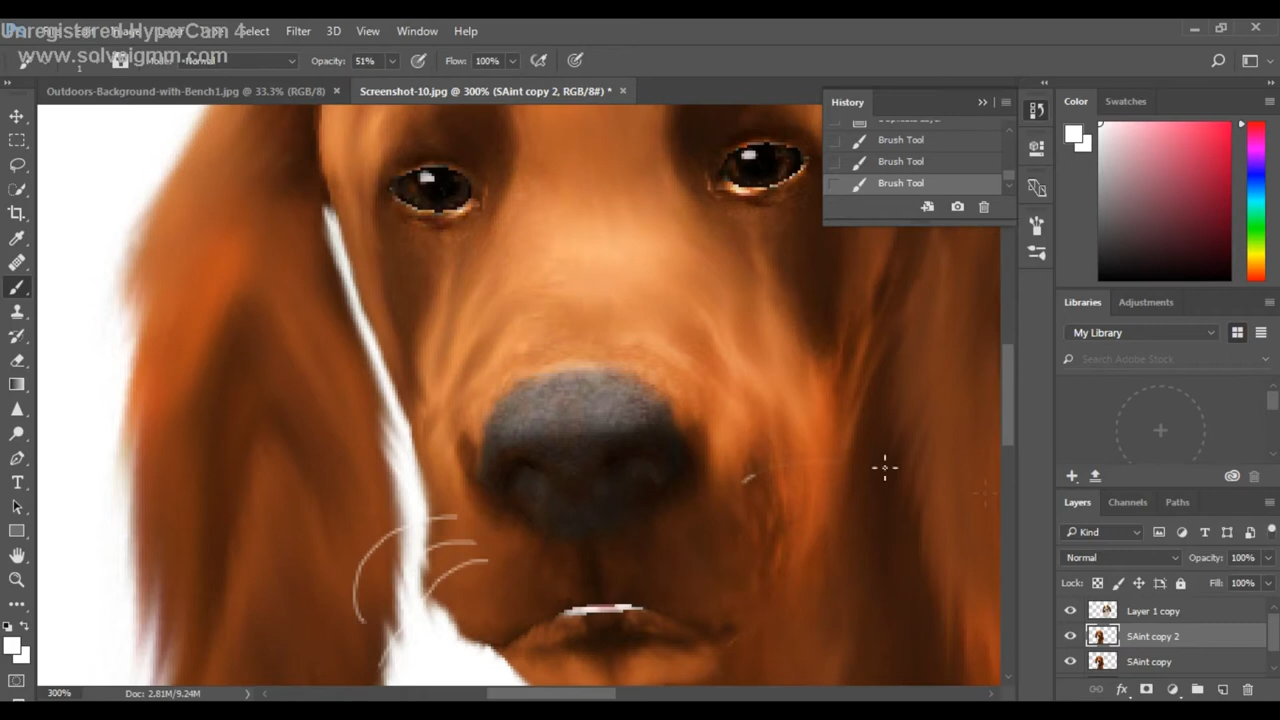 Unregistered HyperCam 4
Select Filter 3D View Window Help
www.solveigmm.com
1 Normal Opacity: 51% Flow: 100%
Outdoors-Background-with-Bench1.jpg @ 33.3% (RGB/8) × Screenshot-10.jpg @ 300% (SAint copy 2, RGB/8#) * ×
History
Brush Tool
Brush Tool
Brush Tool
Color Swatches
Libraries Adjustments
My Library
Search Adobe Stock
Layers Channels Paths
Kind
Normal Opacity: 100%
Lock: Fill: 100%
Layer 1 copy
SAint copy 2
SAint copy
300% Doc: 2.81M/9.24M